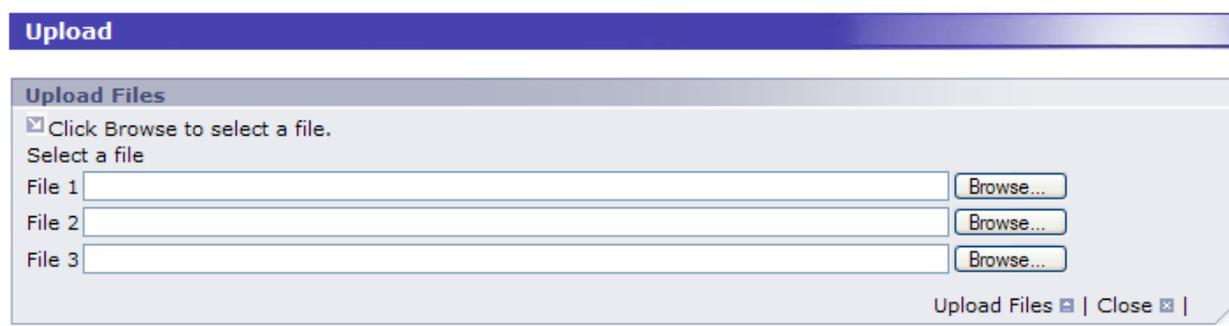 Upload
Upload Files
Click Browse to select a file.
Select a file
File 1 Browse...
File 2 Browse...
File 3 Browse...
Upload Files | Close |